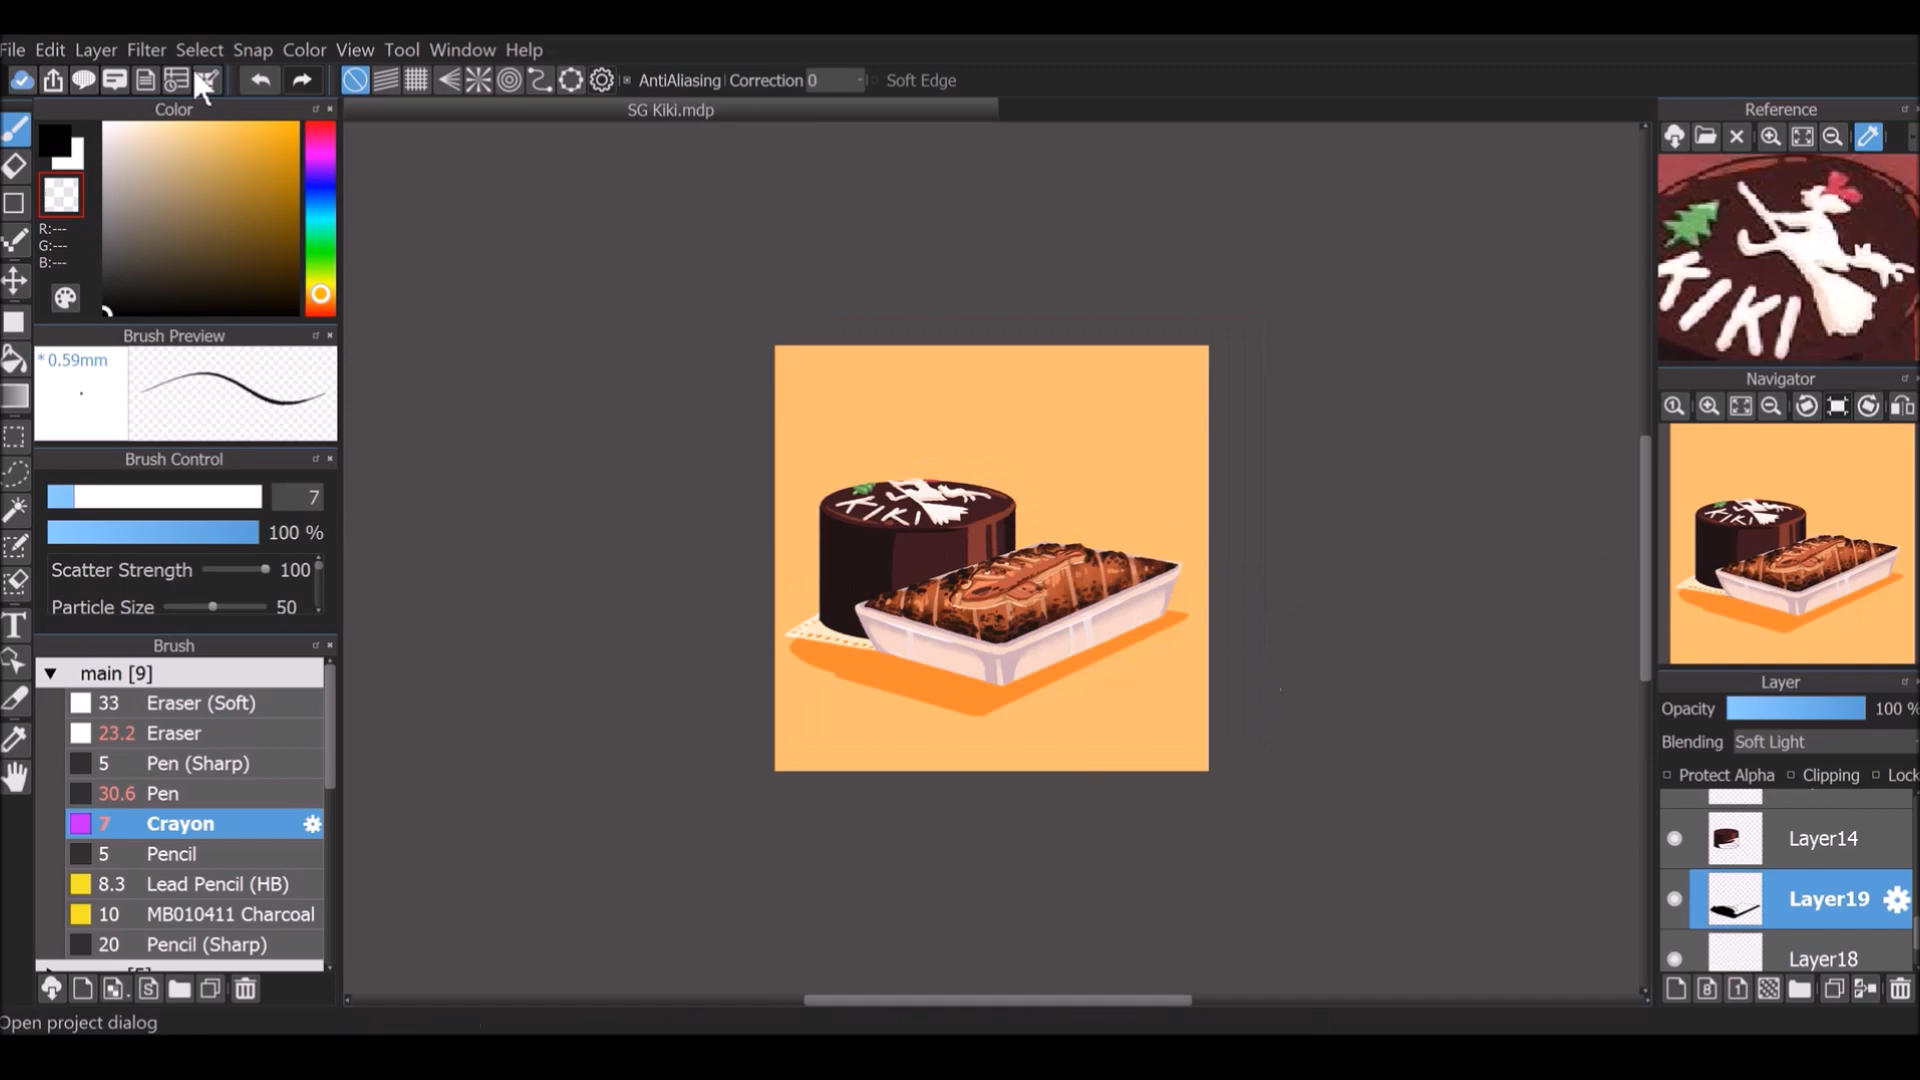 File Edit Layer Filter Select Snap Color View Tool Window Help
AntiAliasing Correction 0 Soft Edge
Color
SG Kiki.mdp
Reference
R:---
G:---
B:---
KIKI
Brush Preview
* 0.59mm
Navigator
Brush Control
7
100 %
Scatter Strength 100
Particle Size 50
KIKI
KIKI
Brush
main [9]
33 Eraser (Soft)
23.2 Eraser
5 Pen (Sharp)
30.6 Pen
7 Crayon
5 Pencil
8.3 Lead Pencil (HB)
10 MB010411 Charcoal
20 Pencil (Sharp)
Layer
Opacity 100 %
Blending Soft Light
Protect Alpha Clipping Lock
Layer14
Layer19
Layer18
Open project dialog